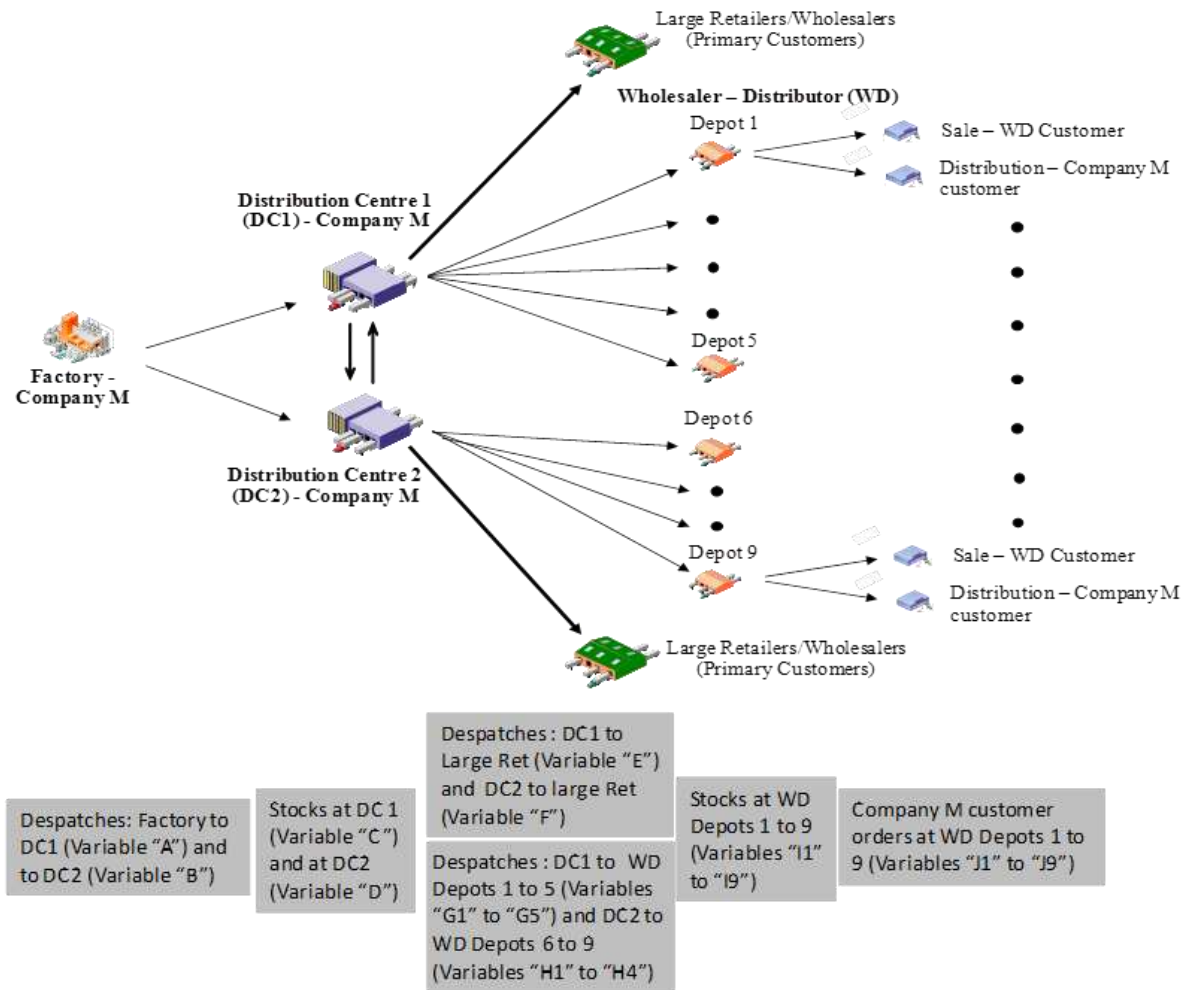 Large Retailers/Wholesalers
(Primary Customers)
Wholesaler – Distributor (WD)
Depot 1
Sale – WD Customer
Distribution – Company M
customer
Distribution Centre 1
(DC1) - Company M
Depot 5
Factory -
Company M
Depot 6
Distribution Centre 2
(DC2) - Company M
Depot 9
Sale – WD Customer
Distribution – Company M
customer
Large Retailers/Wholesalers
(Primary Customers)
Despatches: Factory to
DC1 (Variable “A”) and
to DC2 (Variable “B”)
Stocks at DC 1
(Variable “C”)
and at DC2
(Variable “D”)
Despatches : DC1 to
Large Ret (Variable “E”)
and DC2 to large Ret
(Variable “F”)
Despatches : DC1 to WD
Depots 1 to 5 (Variables
“G1” to “G5”) and DC2 to
WD Depots 6 to 9
(Variables “H1” to “H4”)
Stocks at WD
Depots 1 to 9
(Variables “I1”
to “I9”)
Company M customer
orders at WD Depots 1 to
9 (Variables “J1” to “J9”)